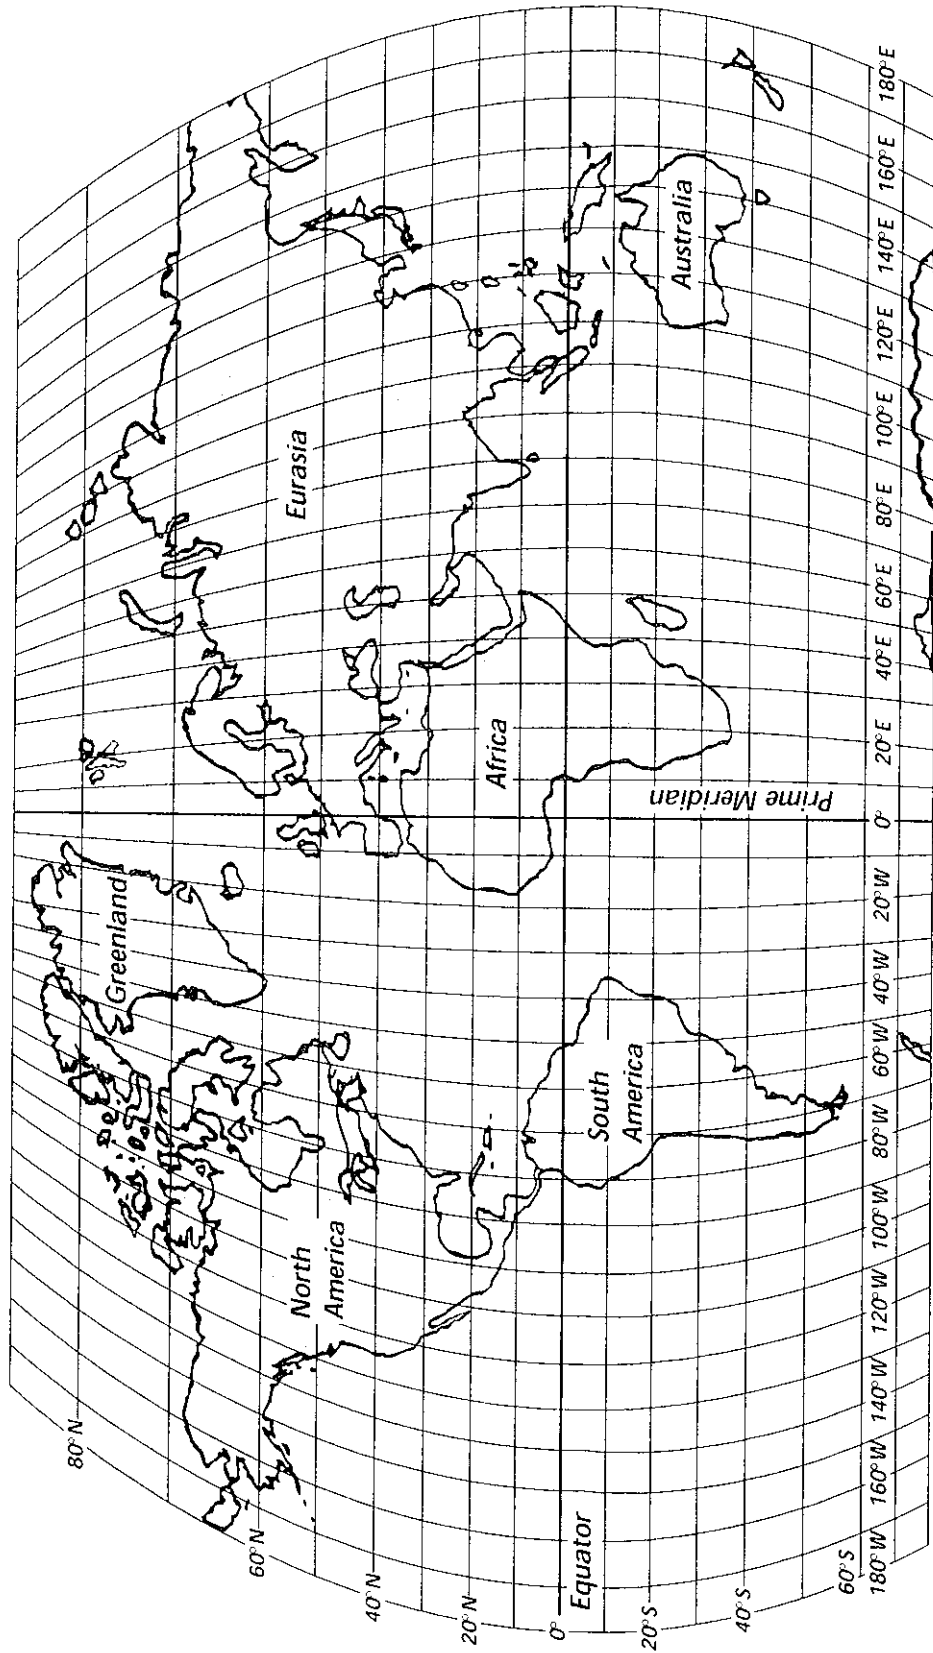 80° N
60° N
40° N
20° N
0°
20° S
40° S
60° S
Equator
Greenland
North
America
South
America
Eurasia
Africa
Australia
Prime Meridian
180° W
160° W
140° W
120° W
100° W
80° W
60° W
40° W
20° W
0°
20° E
40° E
60° E
80° E
100° E
120° E
140° E
160° E
180° E